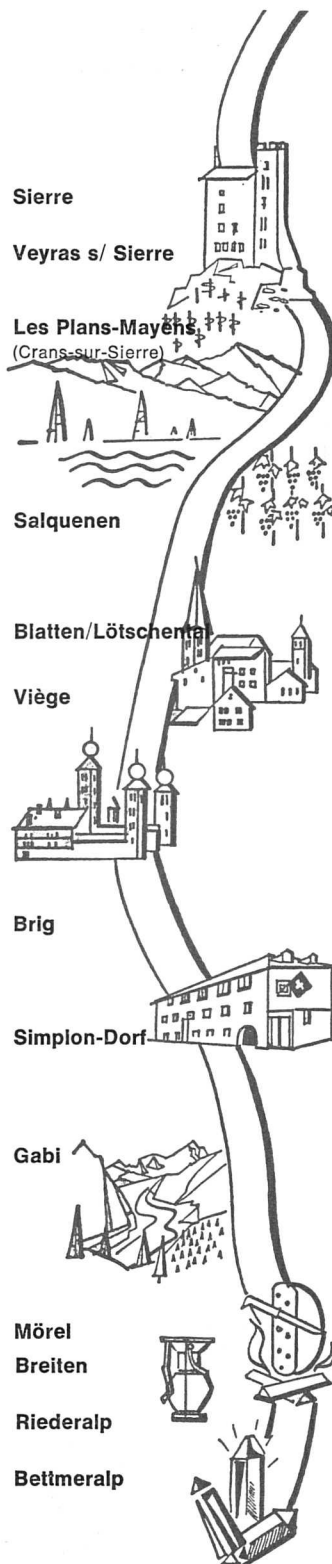 Sierre
Veyras s/ Sierre
Les Plans-Mayens
(Crans-sur-Sierre)
Salquenen
Blatten/Lötschental
Viège
Brig
Simplon-Dorf
Gabi
Mörel
Breiten
Riederalp
Bettmeralp